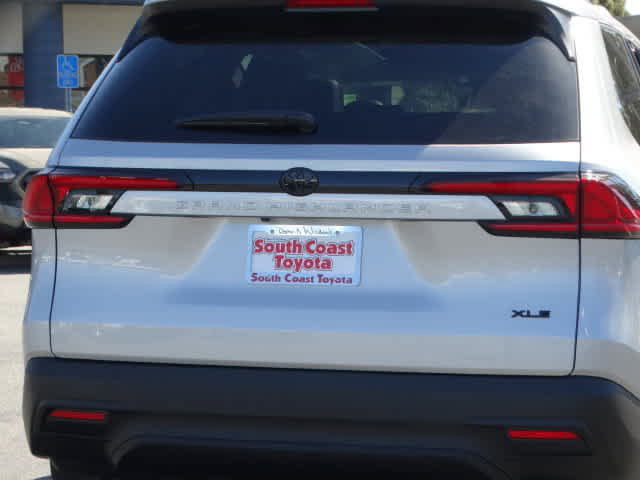 GRAND HIGHLANDER
South Coast
Toyota
South Coast Toyota
XLE